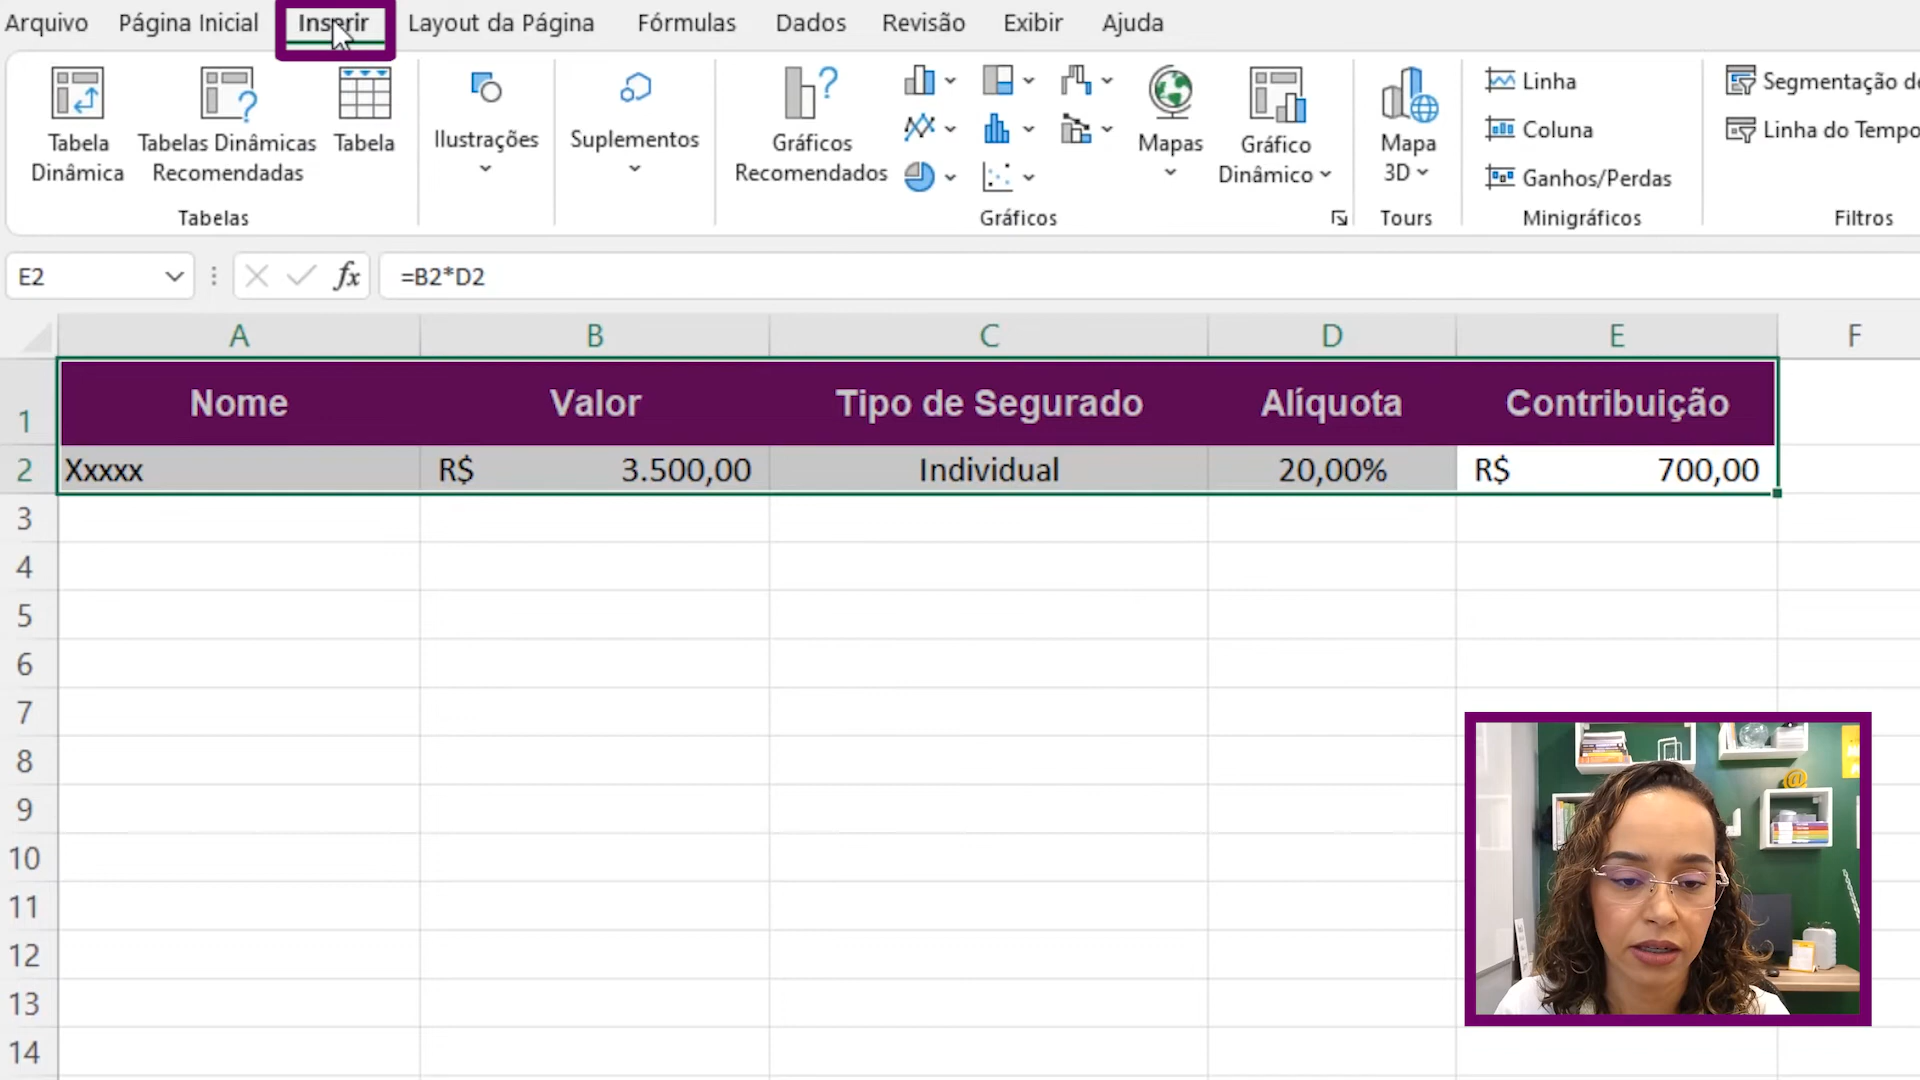 Arquivo Página Inicial Inserir Layout da Página Fórmulas Dados Revisão Exibir Ajuda
Tabela Dinâmica
Tabelas Dinâmicas Recomendadas
Tabela
Ilustrações
Suplementos
Gráficos Recomendados
Mapas
Gráfico Dinâmico
Mapa 3D
Linha
Coluna
Ganhos/Perdas
Segmentação de
Linha do Tempo
Tabelas
Gráficos
Tours
Minigráficos
Filtros
E2 fx =B2*D2
A B C D E F
1 Nome Valor Tipo de Segurado Alíquota Contribuição
2 Xxxxx R$ 3.500,00 Individual 20,00% R$ 700,00
3
4
5
6
7
8
9
10
11
12
13
14